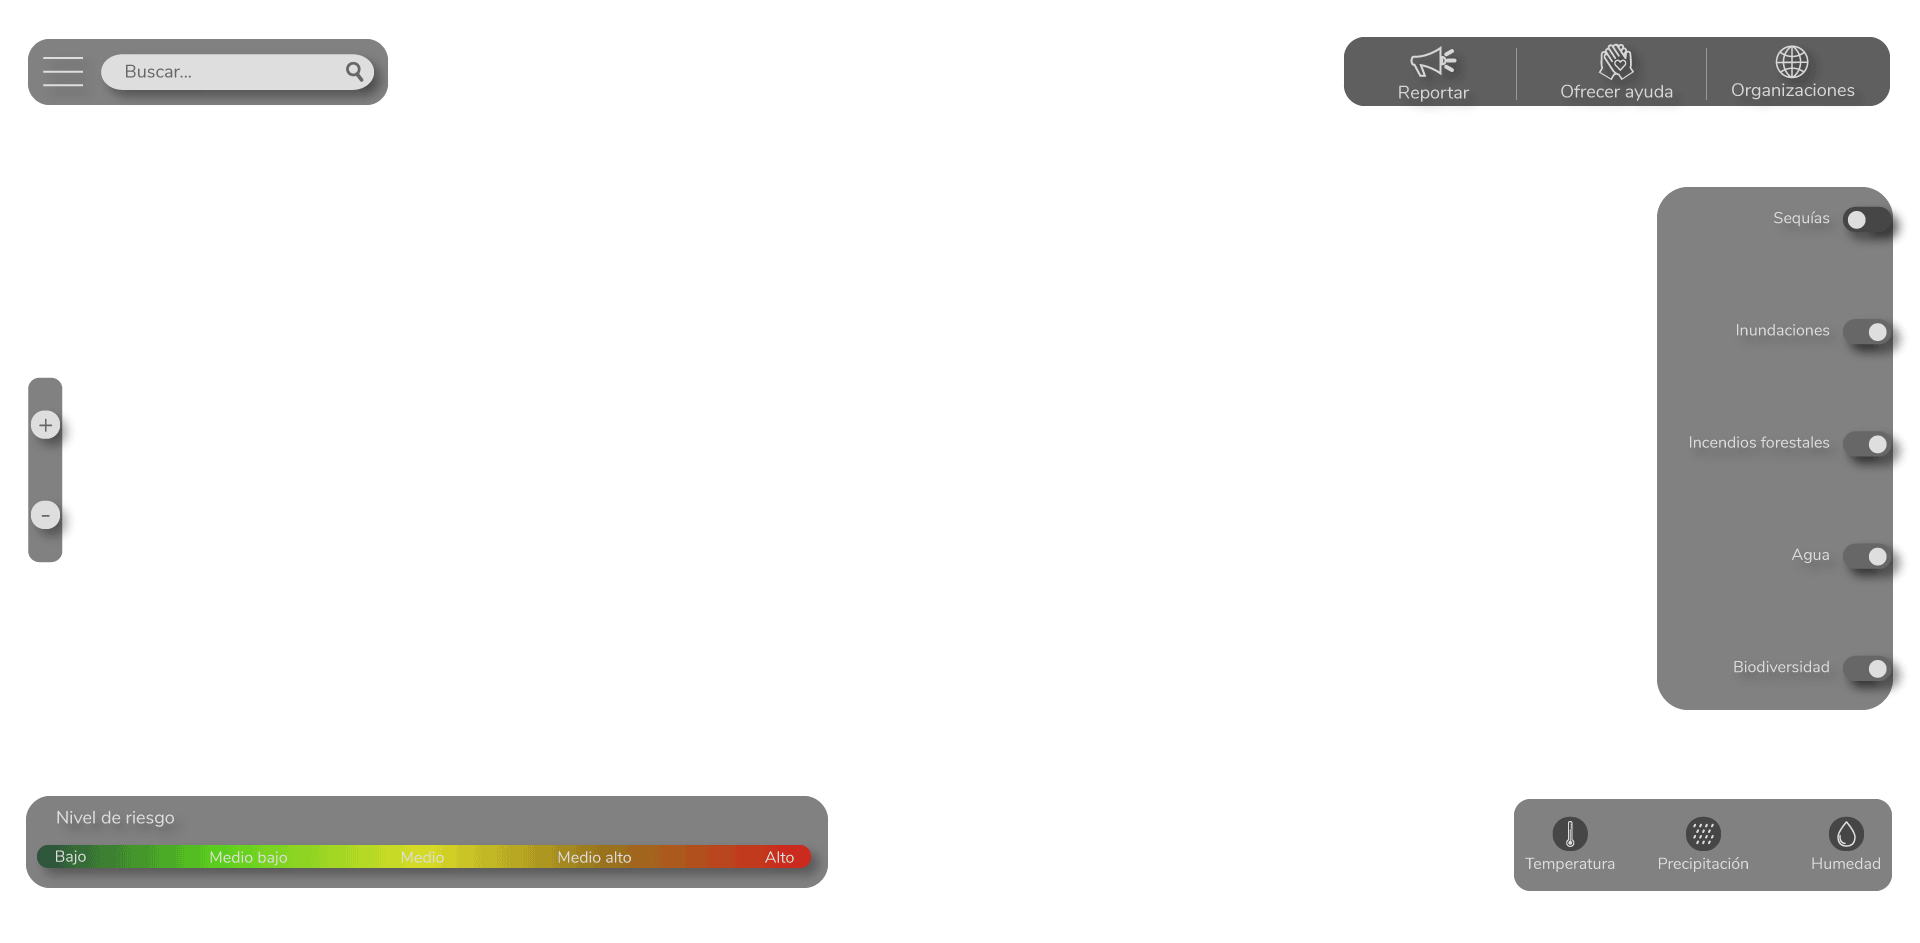 Buscar...
Reportar
Ofrecer ayuda
Organizaciones
Sequías
Inundaciones
+
Incendios forestales
-
Agua
Biodiversidad
Nivel de riesgo
Bajo
Medio bajo
Medio
Medio alto
Alto
Temperatura
Precipitación
Humedad